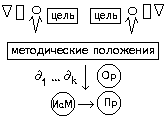 цель цель
методические положения
∂₁ ... ∂ₖ Ор
ИсМ Пр